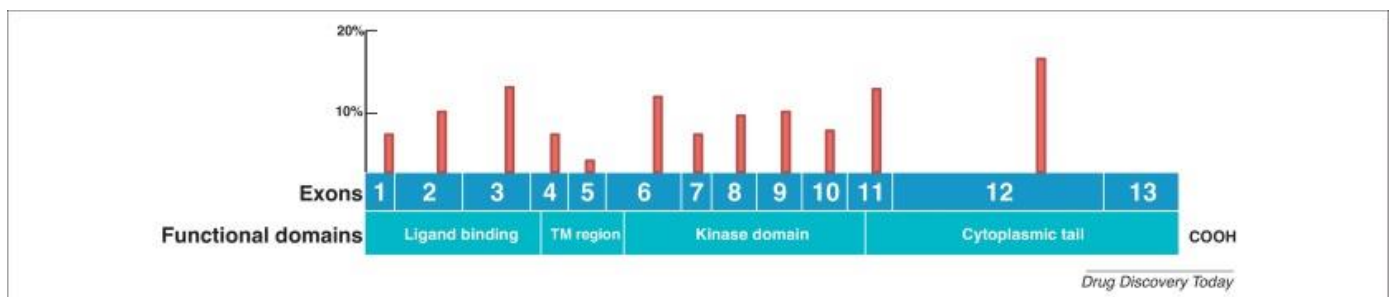 20%
10%
Exons 1 2 3 4 5 6 7 8 9 10 11 12 13
Functional domains Ligand binding TM region Kinase domain Cytoplasmic tail COOH
Drug Discovery Today